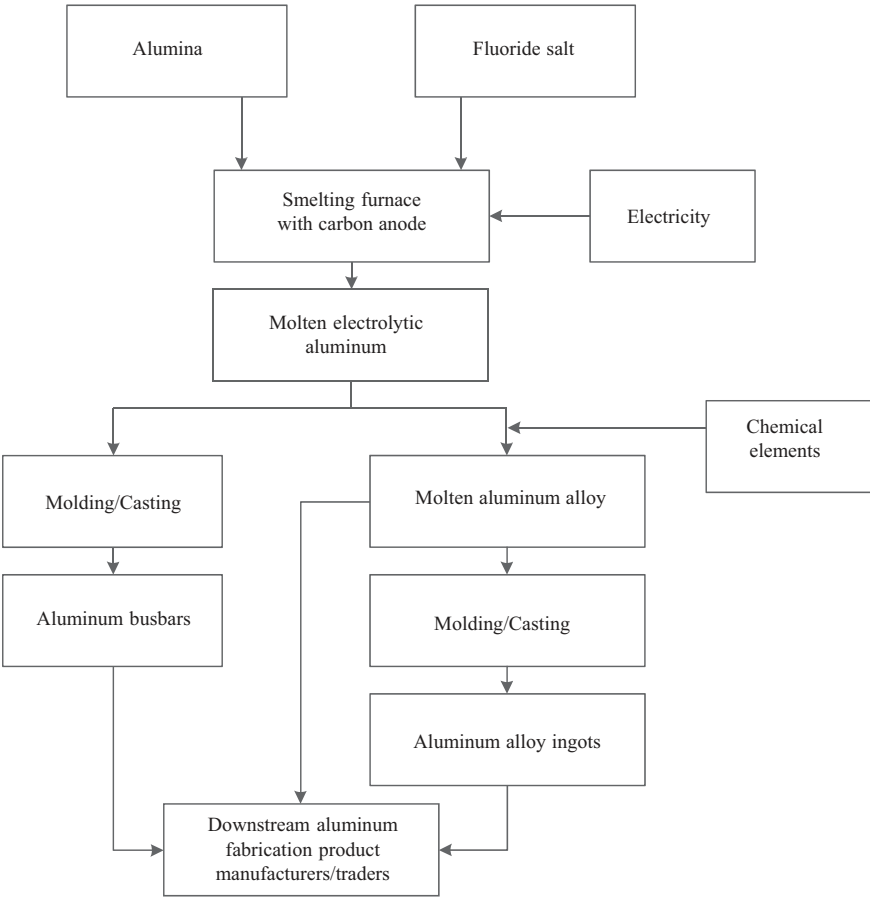 Alumina
Fluoride salt
Smelting furnace
with carbon anode
Electricity
Molten electrolytic
aluminum
Chemical
elements
Molding/Casting
Molten aluminum alloy
Aluminum busbars
Molding/Casting
Aluminum alloy ingots
Downstream aluminum
fabrication product
manufacturers/traders